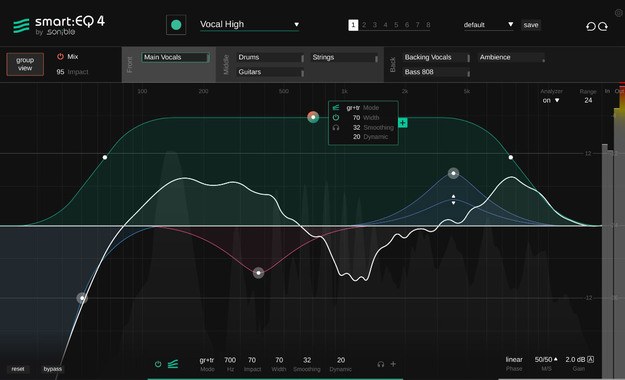 smart:EQ 4
by sonible
Vocal High
1 2 3 4 5 6 7 8
default
save
group view
Mix
95 Impact
Front
Main Vocals
Middle
Drums
Strings
Guitars
Back
Backing Vocals
Ambience
Bass 808
100 200 500 1k 2k 5k
Analyzer
on
Range
24
In Out
gr+tr Mode
70 Width
32 Smoothing
20 Dynamic
12
-12
gr+tr Mode
700 Hz
70 Impact
70 Width
32 Smoothing
20 Dynamic
linear Phase
50/50 M/S
2.0 dB A Gain
reset
bypass